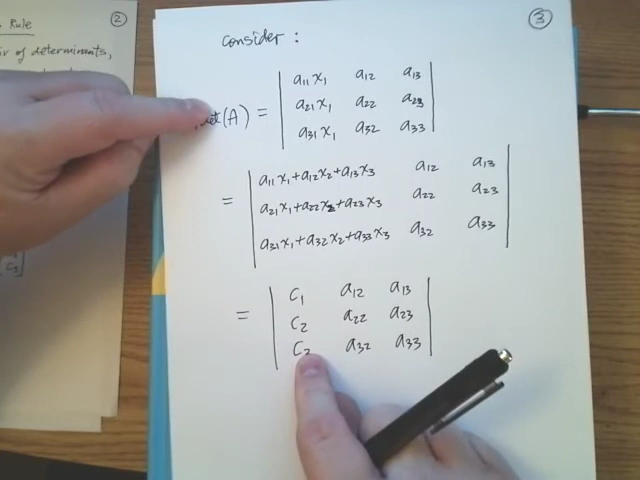 ② 
Rule
of determinants,
③
Consider :
(A) = | a11x1 a12 a13 |
| a21x1 a22 a23 |
| a31x1 a32 a33 |
= | a11x1+a12x2+a13x3 a12 a13 |
| a21x1+a22x2+a23x3 a22 a23 |
| a31x1+a32x2+a33x3 a32 a33 |
= | C1 a12 a13 |
| C2 a22 a23 |
| C3 a32 a33 |
C3